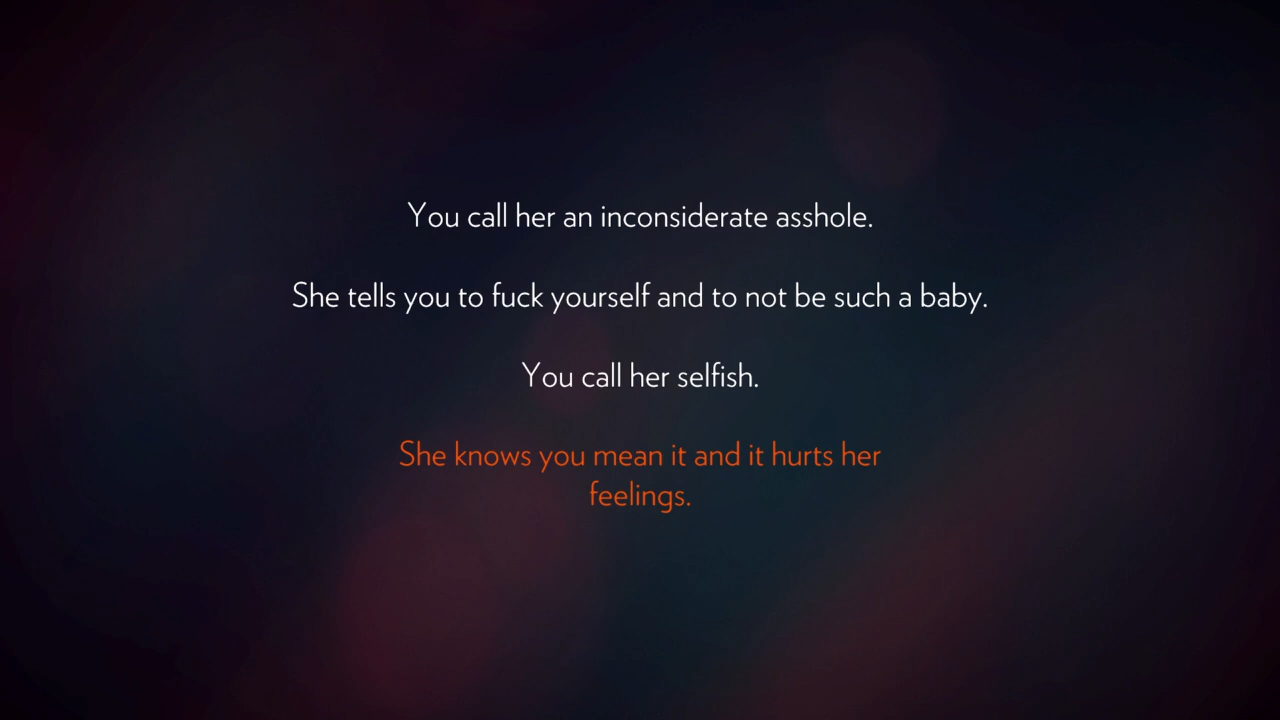 You call her an inconsiderate asshole.
She tells you to fuck yourself and to not be such a baby.
You call her selfish.
She knows you mean it and it hurts her
feelings.